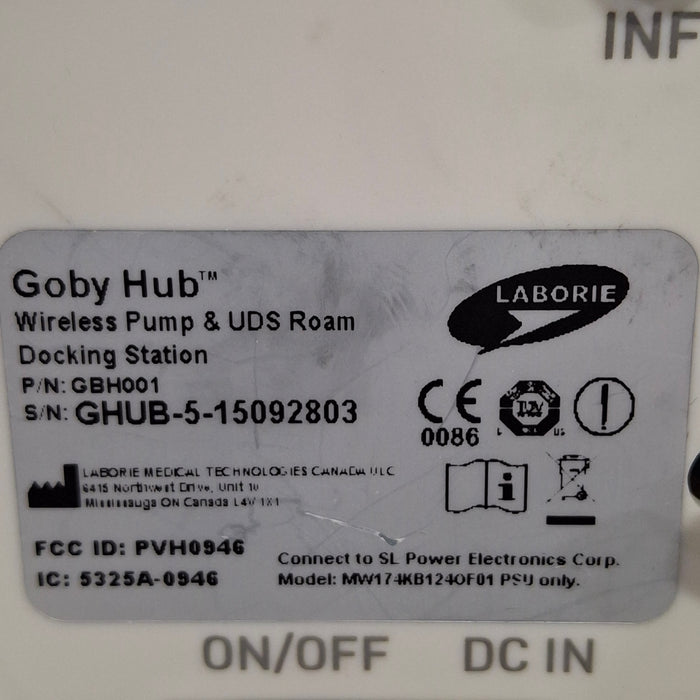 INF
Goby Hub™
Wireless Pump & UDS Roam
Docking Station
P/N: GBH001
S/N: GHUB-5-15092803
LABORIE
CE
0086
TUV
US
i
LABORIE MEDICAL TECHNOLOGIES CANADA ULC
6415 Northwest Drive, Unit 10
Mississauga ON Canada L4V 1X1
FCC ID: PVH0946
IC: 5325A-0946
Connect to SL Power Electronics Corp.
Model: MW174KB1240F01 PSU only.
ON/OFF
DC IN